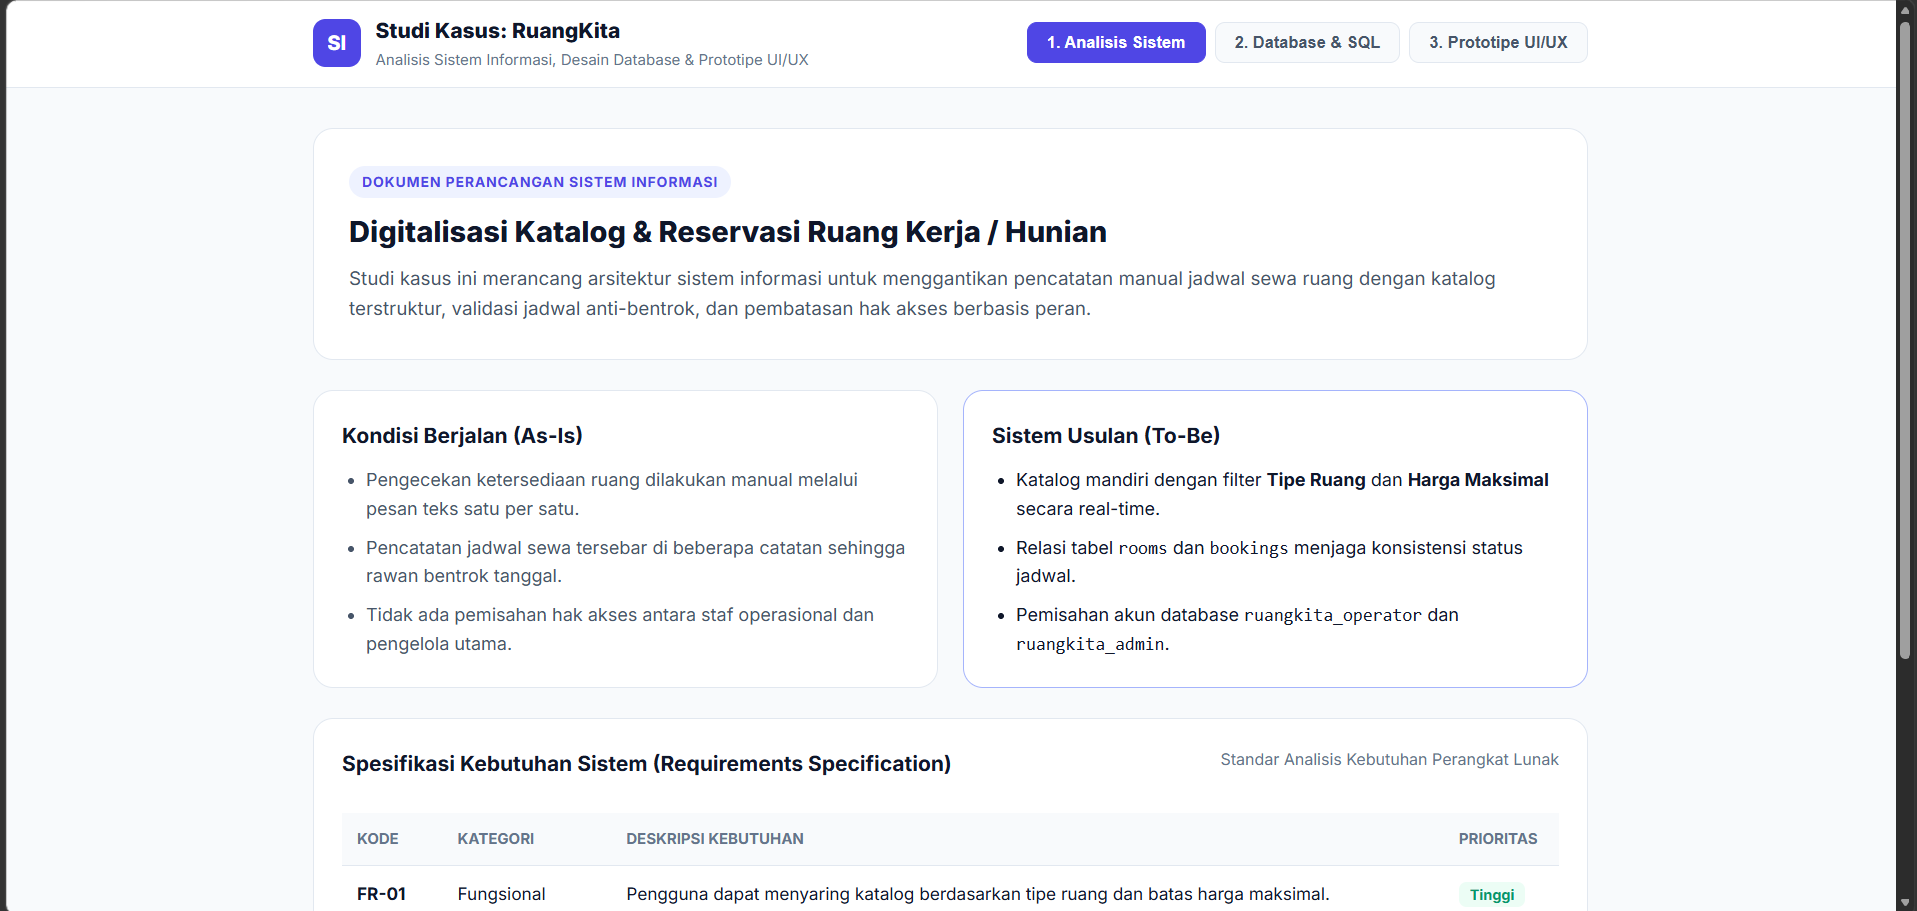 SI
Studi Kasus: RuangKita
Analisis Sistem Informasi, Desain Database & Prototipe UI/UX
1. Analisis Sistem
2. Database & SQL
3. Prototipe UI/UX
DOKUMEN PERANCANGAN SISTEM INFORMASI
Digitalisasi Katalog & Reservasi Ruang Kerja / Hunian
Studi kasus ini merancang arsitektur sistem informasi untuk menggantikan pencatatan manual jadwal sewa ruang dengan katalog
terstruktur, validasi jadwal anti-bentrok, dan pembatasan hak akses berbasis peran.
Kondisi Berjalan (As-Is)
• Pengecekan ketersediaan ruang dilakukan manual melalui
pesan teks satu per satu.
• Pencatatan jadwal sewa tersebar di beberapa catatan sehingga
rawan bentrok tanggal.
• Tidak ada pemisahan hak akses antara staf operasional dan
pengelola utama.
Sistem Usulan (To-Be)
• Katalog mandiri dengan filter Tipe Ruang dan Harga Maksimal
secara real-time.
• Relasi tabel rooms dan bookings menjaga konsistensi status
jadwal.
• Pemisahan akun database ruangkita_operator dan
ruangkita_admin.
Spesifikasi Kebutuhan Sistem (Requirements Specification)
Standar Analisis Kebutuhan Perangkat Lunak
KODE KATEGORI DESKRIPSI KEBUTUHAN PRIORITAS
FR-01 Fungsional Pengguna dapat menyaring katalog berdasarkan tipe ruang dan batas harga maksimal. Tinggi